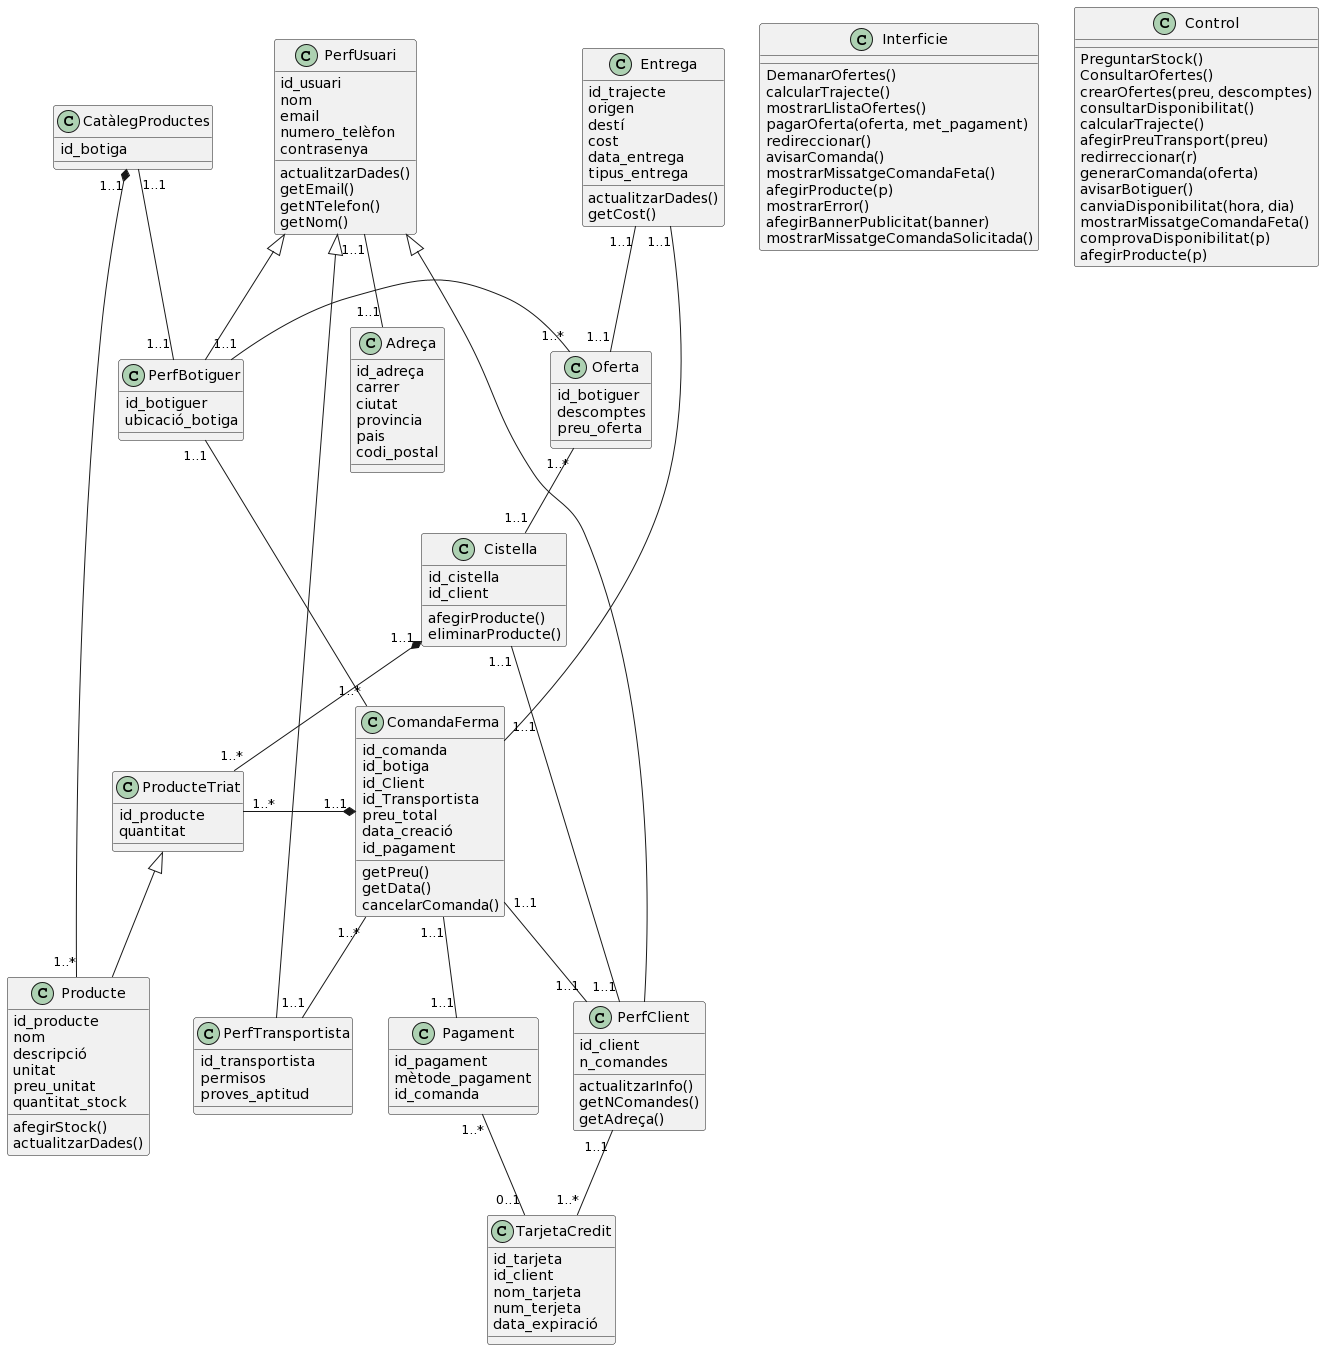 C PerfUsuari
id_usuari
nom
email
numero_telèfon
contrasenya
actualitzarDades()
getEmail()
getNTelefon()
getNom()
C Entrega
id_trajecte
origen
destí
cost
data_entrega
tipus_entrega
actualitzarDades()
getCost()
C Interficie
DemanarOfertes()
calcularTrajecte()
mostrarLlistaOfertes()
pagarOferta(oferta, met_pagament)
redireccionar()
avisarComanda()
mostrarMissatgeComandaFeta()
afegirProducte(p)
mostrarError()
afegirBannerPublicitat(banner)
mostrarMissatgeComandaSolicitada()
C Control
PreguntarStock()
ConsultarOfertes()
crearOfertes(preu, descomptes)
consultarDisponibilitat()
calcularTrajecte()
afegirPreuTransport(preu)
redirreccionar(r)
generarComanda(oferta)
avisarBotiguer()
canviaDisponibilitat(hora, dia)
mostrarMissatgeComandaFeta()
comprovaDisponibilitat(p)
afegirProducte(p)
C CatàlegProductes
id_botiga
1..1
1..1
1..1
1..1
1..1
1..1
1..1
1..1
1..*
1..1
C PerfBotiguer
id_botiguer
ubicació_botiga
C Adreça
id_adreça
carrer
ciutat
provincia
pais
codi_postal
C Oferta
id_botiguer
descomptes
preu_oferta
1..1
1..*
1..1
C Cistella
id_cistella
id_client
afegirProducte()
eliminarProducte()
1..1
1..1
1..*
1..1
1..*
C ComandaFerma
id_comanda
id_botiga
id_Client
id_Transportista
preu_total
data_creació
id_pagament
getPreu()
getData()
cancelarComanda()
C ProducteTriat
id_producte
quantitat
1..*
1..1
1..1
1..*
1..1
1..*
1..1
1..1
1..1
1..1
C Producte
id_producte
nom
descripció
unitat
preu_unitat
quantitat_stock
afegirStock()
actualitzarDades()
C PerfTransportista
id_transportista
permisos
proves_aptitud
C Pagament
id_pagament
mètode_pagament
id_comanda
C PerfClient
id_client
n_comandes
actualitzarInfo()
getNComandes()
getAdreça()
1..*
1..1
0..1
1..*
C TarjetaCredit
id_tarjeta
id_client
nom_tarjeta
num_terjeta
data_expiració